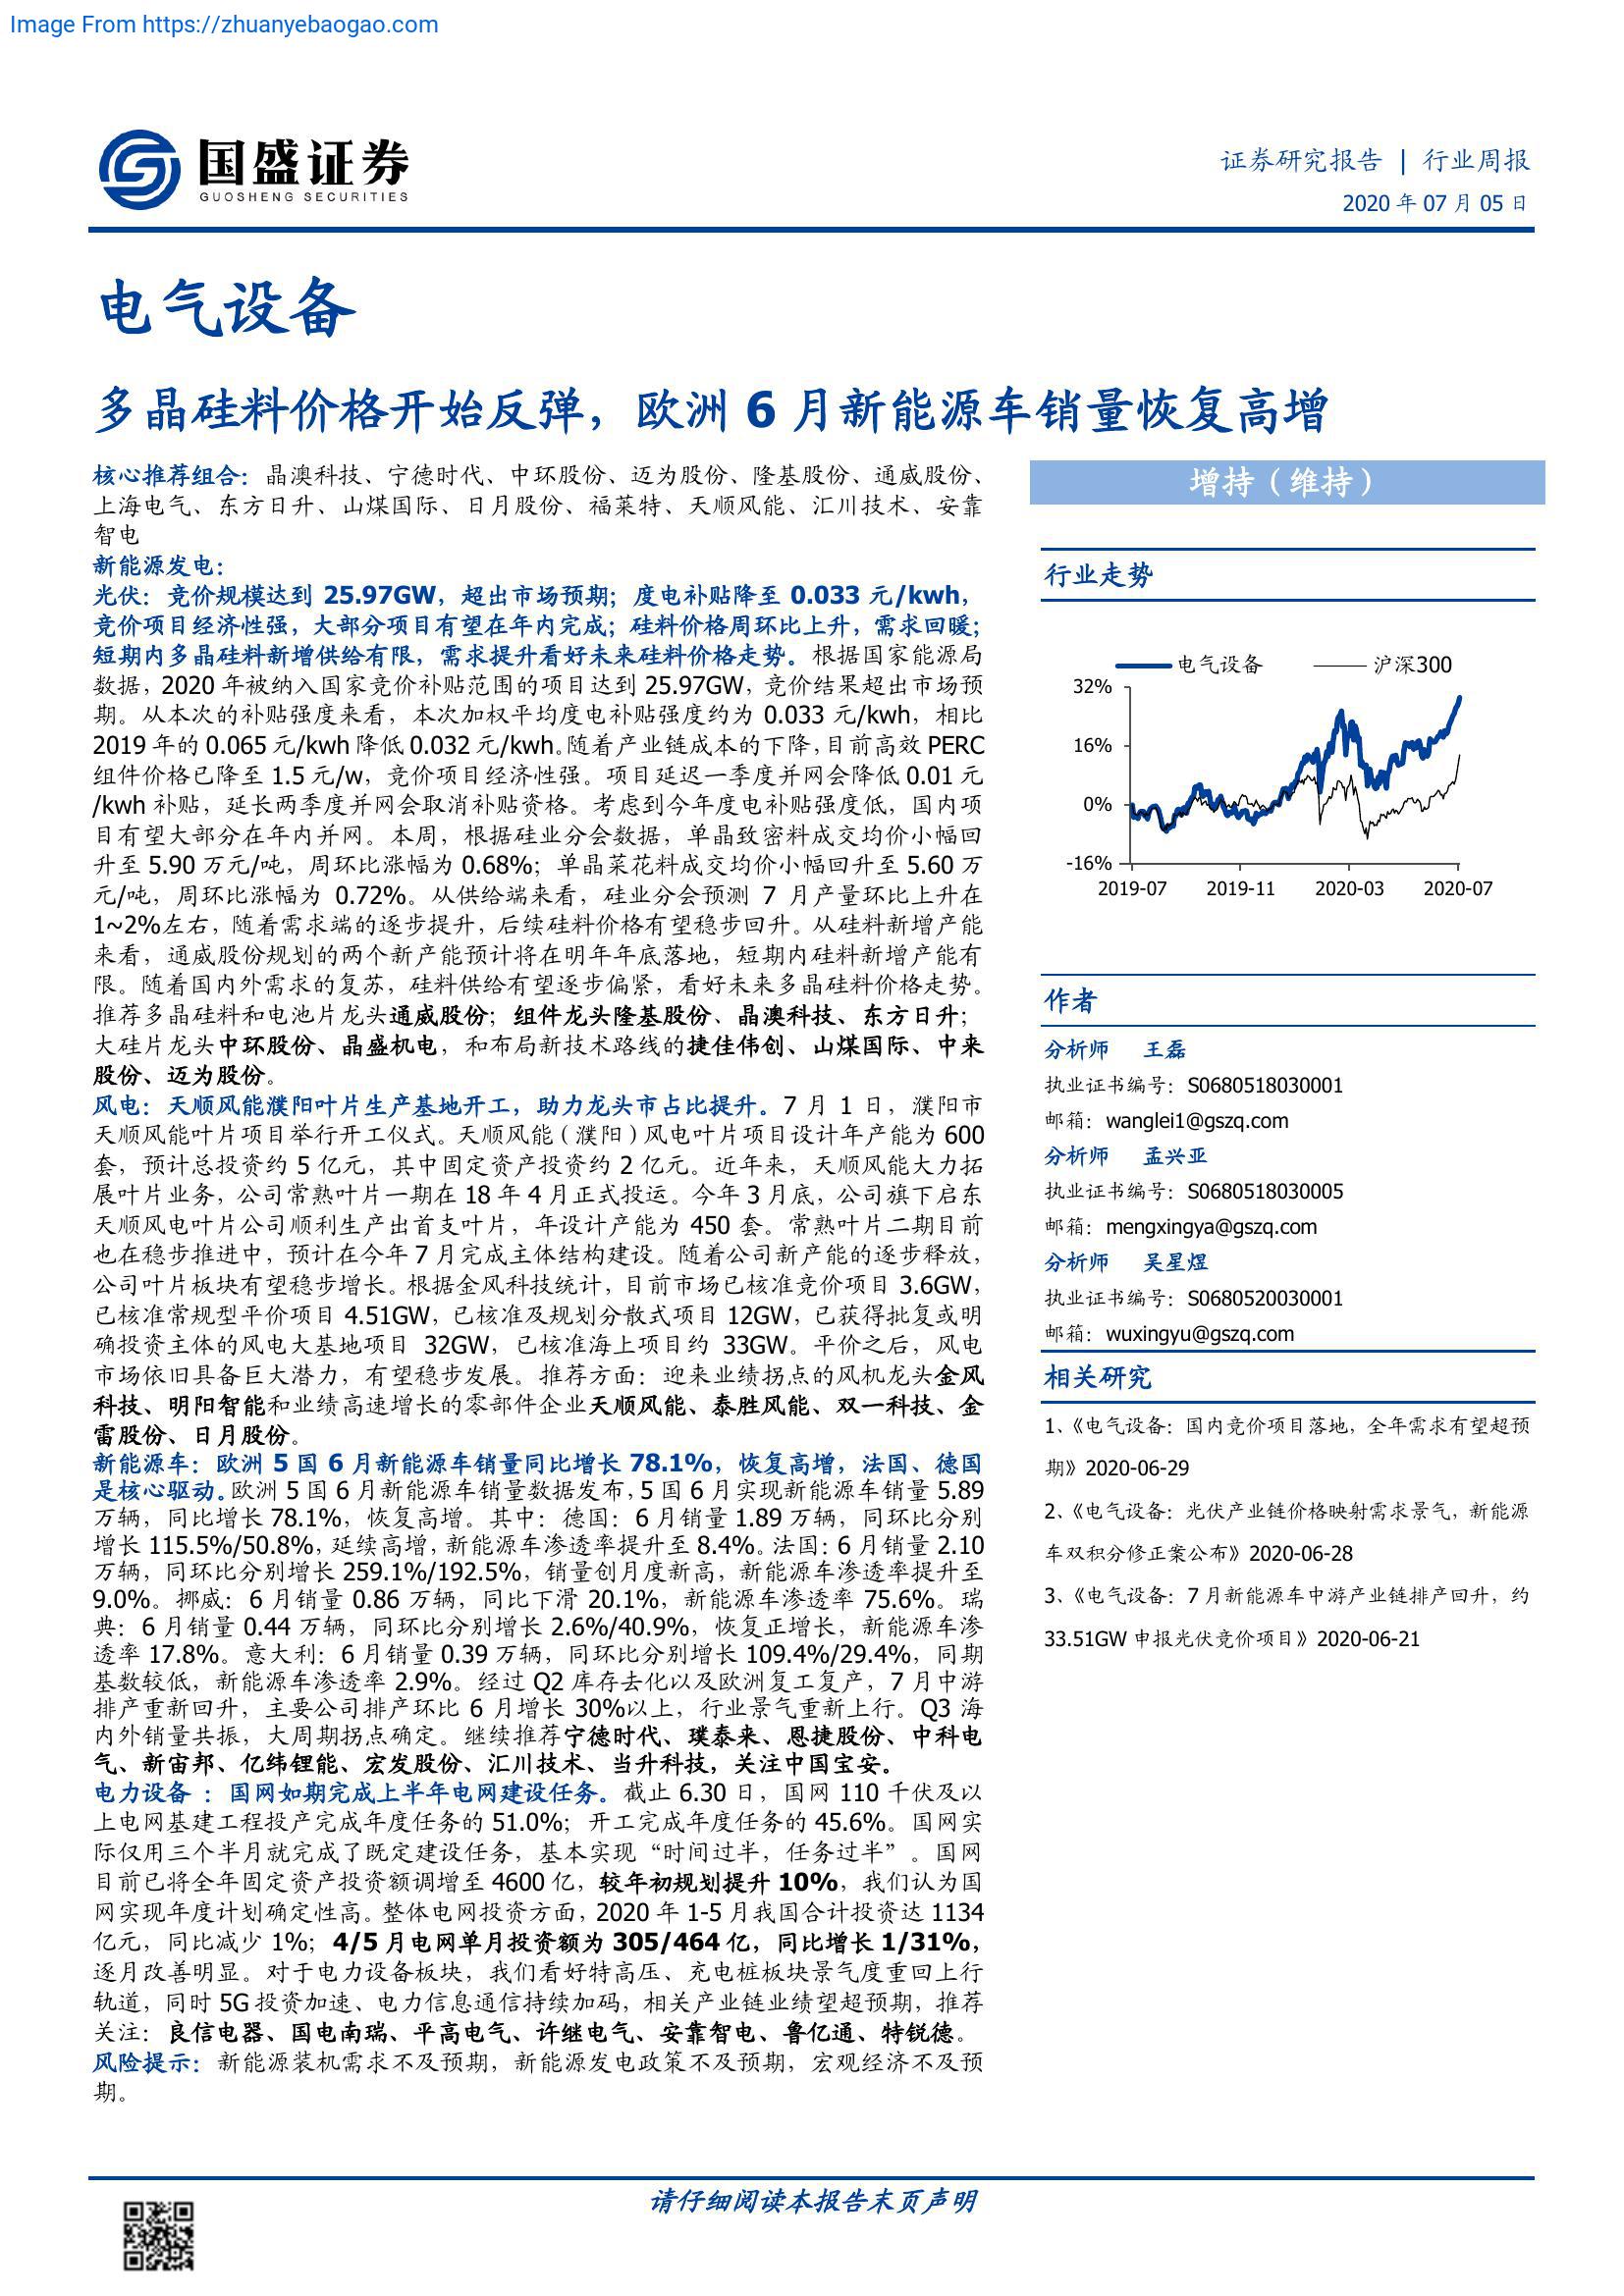 Image From https://zhuanyebaogao.com
国盛证券
GUOSHENG SECURITIES
证券研究报告 | 行业周报
2020 年 07 月 05 日
电气设备
多晶硅料价格开始反弹，欧洲 6 月新能源车销量恢复高增
核心推荐组合：晶澳科技、宁德时代、中环股份、迈为股份、隆基股份、通威股份、
上海电气、东方日升、山煤国际、日月股份、福莱特、天顺风能、汇川技术、安靠
智电
新能源发电：
光伏：竞价规模达到 25.97GW，超出市场预期；度电补贴降至 0.033 元/kwh，
竞价项目经济性强，大部分项目有望在年内完成；硅料价格周环比上升，需求回暖；
短期内多晶硅料新增供给有限，需求提升看好未来硅料价格走势。根据国家能源局
数据，2020 年被纳入国家竞价补贴范围的项目达到 25.97GW，竞价结果超出市场预
期。从本次的补贴强度来看，本次加权平均度电补贴强度约为 0.033 元/kwh，相比
2019 年的 0.065 元/kwh 降低 0.032 元/kwh。随着产业链成本的下降，目前高效 PERC
组件价格已降至 1.5 元/w，竞价项目经济性强。项目延迟一季度并网会降低 0.01 元
/kwh 补贴，延长两季度并网会取消补贴资格。考虑到今年度电补贴强度低，国内项
目有望大部分在年内并网。本周，根据硅业分会数据，单晶致密料成交均价小幅回
升至 5.90 万元/吨，周环比涨幅为 0.68%；单晶菜花料成交均价小幅回升至 5.60 万
元/吨，周环比涨幅为 0.72%。从供给端来看，硅业分会预测 7 月产量环比上升在
1~2%左右，随着需求端的逐步提升，后续硅料价格有望稳步回升。从硅料新增产能
来看，通威股份规划的两个新产能预计将在明年年底落地，短期内硅料新增产能有
限。随着国内外需求的复苏，硅料供给有望逐步偏紧，看好未来多晶硅料价格走势。
推荐多晶硅料和电池片龙头通威股份；组件龙头隆基股份、晶澳科技、东方日升；
大硅片龙头中环股份、晶盛机电，和布局新技术路线的捷佳伟创、山煤国际、中来
股份、迈为股份。
风电：天顺风能濮阳叶片生产基地开工，助力龙头市占比提升。7 月 1 日，濮阳市
天顺风能叶片项目举行开工仪式。天顺风能（濮阳）风电叶片项目设计年产能为 600
套，预计总投资约 5 亿元，其中固定资产投资约 2 亿元。近年来，天顺风能大力拓
展叶片业务，公司常熟叶片一期在 18 年 4 月正式投运。今年 3 月底，公司旗下启东
天顺风电叶片公司顺利生产出首支叶片，年设计产能为 450 套。常熟叶片二期目前
也在稳步推进中，预计在今年 7 月完成主体结构建设。随着公司新产能的逐步释放，
公司叶片板块有望稳步增长。根据金风科技统计，目前市场已核准竞价项目 3.6GW，
已核准常规型平价项目 4.51GW，已核准及规划分散式项目 12GW，已获得批复或明
确投资主体的风电大基地项目 32GW，已核准海上项目约 33GW。平价之后，风电
市场依旧具备巨大潜力，有望稳步发展。推荐方面：迎来业绩拐点的风机龙头金风
科技、明阳智能和业绩高速增长的零部件企业天顺风能、泰胜风能、双一科技、金
雷股份、日月股份。
新能源车：欧洲 5 国 6 月新能源车销量同比增长 78.1%，恢复高增，法国、德国
是核心驱动。欧洲 5 国 6 月新能源车销量数据发布，5 国 6 月实现新能源车销量 5.89
万辆，同比增长 78.1%，恢复高增。其中：德国：6 月销量 1.89 万辆，同环比分别
增长 115.5%/50.8%，延续高增，新能源车渗透率提升至 8.4%。法国：6 月销量 2.10
万辆，同环比分别增长 259.1%/192.5%，销量创月度新高，新能源车渗透率提升至
9.0%。挪威：6 月销量 0.86 万辆，同比下滑 20.1%，新能源车渗透率 75.6%。瑞
典：6 月销量 0.44 万辆，同环比分别增长 2.6%/40.9%，恢复正增长，新能源车渗
透率 17.8%。意大利：6 月销量 0.39 万辆，同环比分别增长 109.4%/29.4%，同期
基数较低，新能源车渗透率 2.9%。经过 Q2 库存去化以及欧洲复工复产，7 月中游
排产重新回升，主要公司排产环比 6 月增长 30%以上，行业景气重新上行。Q3 海
内外销量共振，大周期拐点确定。继续推荐宁德时代、璞泰来、恩捷股份、中科电
气、新宙邦、亿纬锂能、宏发股份、汇川技术、当升科技，关注中国宝安。
电力设备 ：国网如期完成上半年电网建设任务。截止 6.30 日，国网 110 千伏及以
上电网基建工程投产完成年度任务的 51.0%；开工完成年度任务的 45.6%。国网实
际仅用三个半月就完成了既定建设任务，基本实现“时间过半，任务过半”。国网
目前已将全年固定资产投资额调增至 4600 亿，较年初规划提升 10%，我们认为国
网实现年度计划确定性高。整体电网投资方面，2020 年 1-5 月我国合计投资达 1134
亿元，同比减少 1%；4/5 月电网单月投资额为 305/464 亿，同比增长 1/31%，
逐月改善明显。对于电力设备板块，我们看好特高压、充电桩板块景气度重回上行
轨道，同时 5G 投资加速、电力信息通信持续加码，相关产业链业绩望超预期，推荐
关注：良信电器、国电南瑞、平高电气、许继电气、安靠智电、鲁亿通、特锐德。
风险提示：新能源装机需求不及预期，新能源发电政策不及预期，宏观经济不及预
期。
增持（维持）
行业走势
电气设备 沪深300
32%
16%
0%
-16%
2019-07 2019-11 2020-03 2020-07
作者
分析师 王磊
执业证书编号：S0680518030001
邮箱：wanglei1@gszq.com
分析师 孟兴亚
执业证书编号：S0680518030005
邮箱：mengxingya@gszq.com
分析师 吴星煜
执业证书编号：S0680520030001
邮箱：wuxingyu@gszq.com
相关研究
1、《电气设备：国内竞价项目落地，全年需求有望超预
期》2020-06-29
2、《电气设备：光伏产业链价格映射需求景气，新能源
车双积分修正案公布》2020-06-28
3、《电气设备：7 月新能源车中游产业链排产回升，约
33.51GW 申报光伏竞价项目》2020-06-21
请仔细阅读本报告末页声明